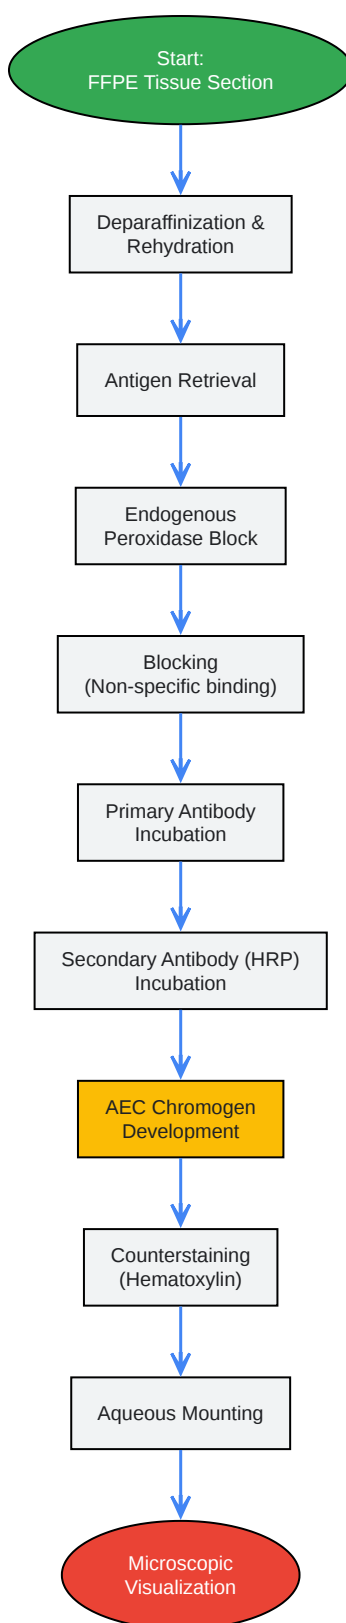 Start:
FFPE Tissue Section
Deparaffinization &
Rehydration
Antigen Retrieval
Endogenous
Peroxidase Block
Blocking
(Non-specific binding)
Primary Antibody
Incubation
Secondary Antibody (HRP)
Incubation
AEC Chromogen
Development
Counterstaining
(Hematoxylin)
Aqueous Mounting
Microscopic
Visualization